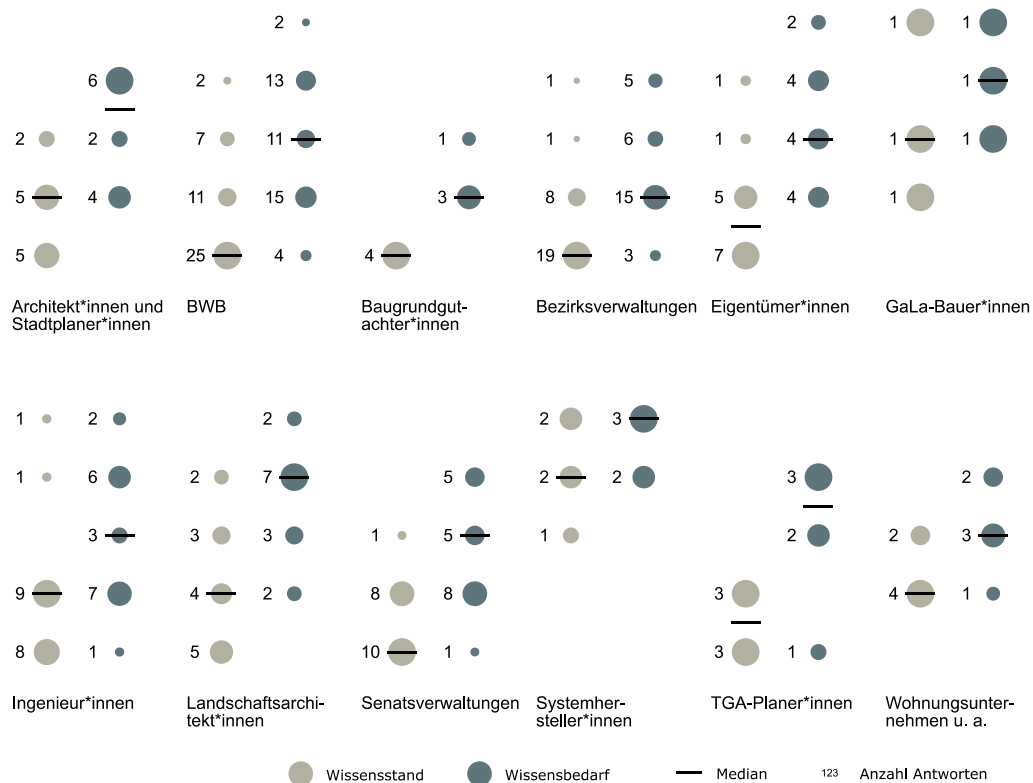 2
6 2 1 1
2 13 1 5 1 4 1
2 2 7 11 1 1 6 1 4 1 1
5 4 11 15 3 8 15 5 4 1
5 25 4 4 19 3 7
Architekt*innen und BWB Baugrundgut- Bezirksverwaltungen Eigentümer*innen GaLa-Bauer*innen
Stadtplaner*innen achter*innen
1 2 2 2 3
1 6 2 7 5 2 2 3 2
3 3 3 1 5 1 2 2 3
9 7 4 2 8 8 3 4 1
8 1 5 10 1 3 1
Ingenieur*innen Landschaftsarchi- Senatsverwaltungen Systemher- TGA-Planer*innen Wohnungsunter-
tekt*innen steller*innen nehmen u. a.
Wissensstand Wissensbedarf Median 123 Anzahl Antworten